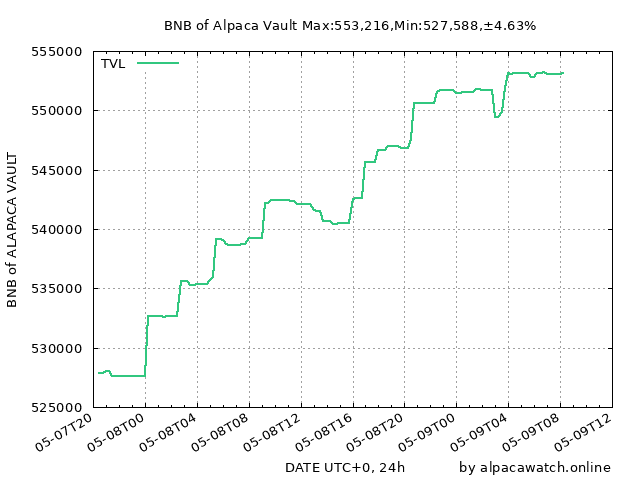 BNB of Alpaca Vault Max:553,216,Min:527,588,±4.63%
TVL
BNB of ALAPACA VAULT
555000
550000
545000
540000
535000
530000
525000
05-07T20
05-08T00
05-08T04
05-08T08
05-08T12
05-08T16
05-08T20
05-09T00
05-09T04
05-09T08
05-09T12
DATE UTC+0, 24h
by alpacawatch.online